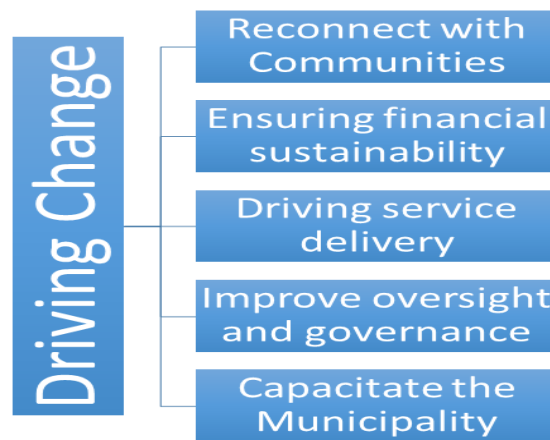 Driving Change
Reconnect with
Communities
Ensuring financial
sustainability
Driving service
delivery
Improve oversight
and governance
Capacitate the
Municipality